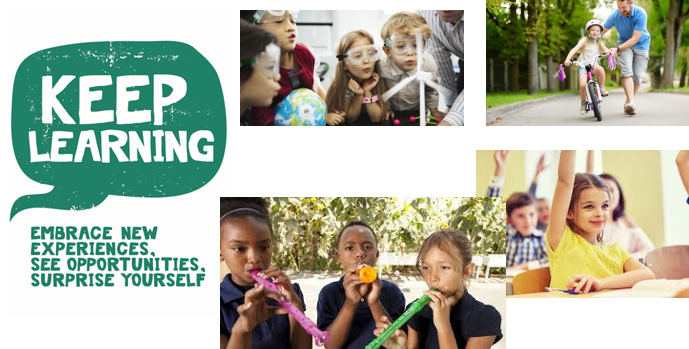 KEEP
LEARNING
EMBRACE NEW
EXPERIENCES,
SEE OPPORTUNITIES,
SURPRISE YOURSELF